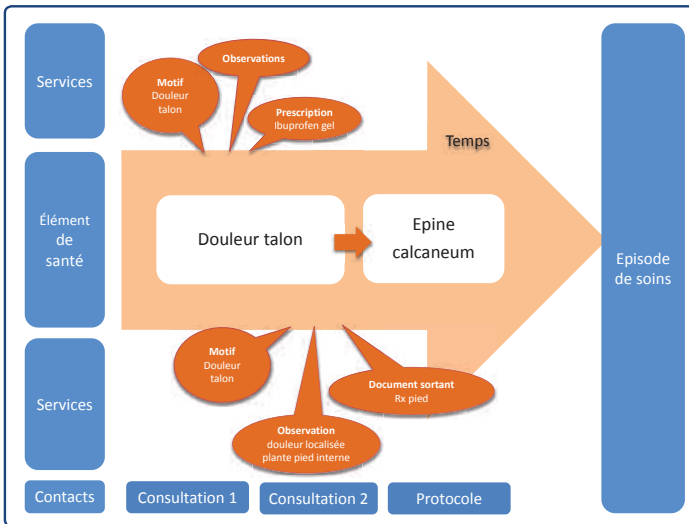 Services
Observations
Motif
Douleur
talon
Prescription
Ibuprofen gel
Temps
Élément
de
santé
Douleur talon
Epine
calcaneum
Episode
de soins
Services
Motif
Douleur
talon
Document sortant
Rx pied
Observation
douleur localisée
plante pied interne
Contacts
Consultation 1
Consultation 2
Protocole